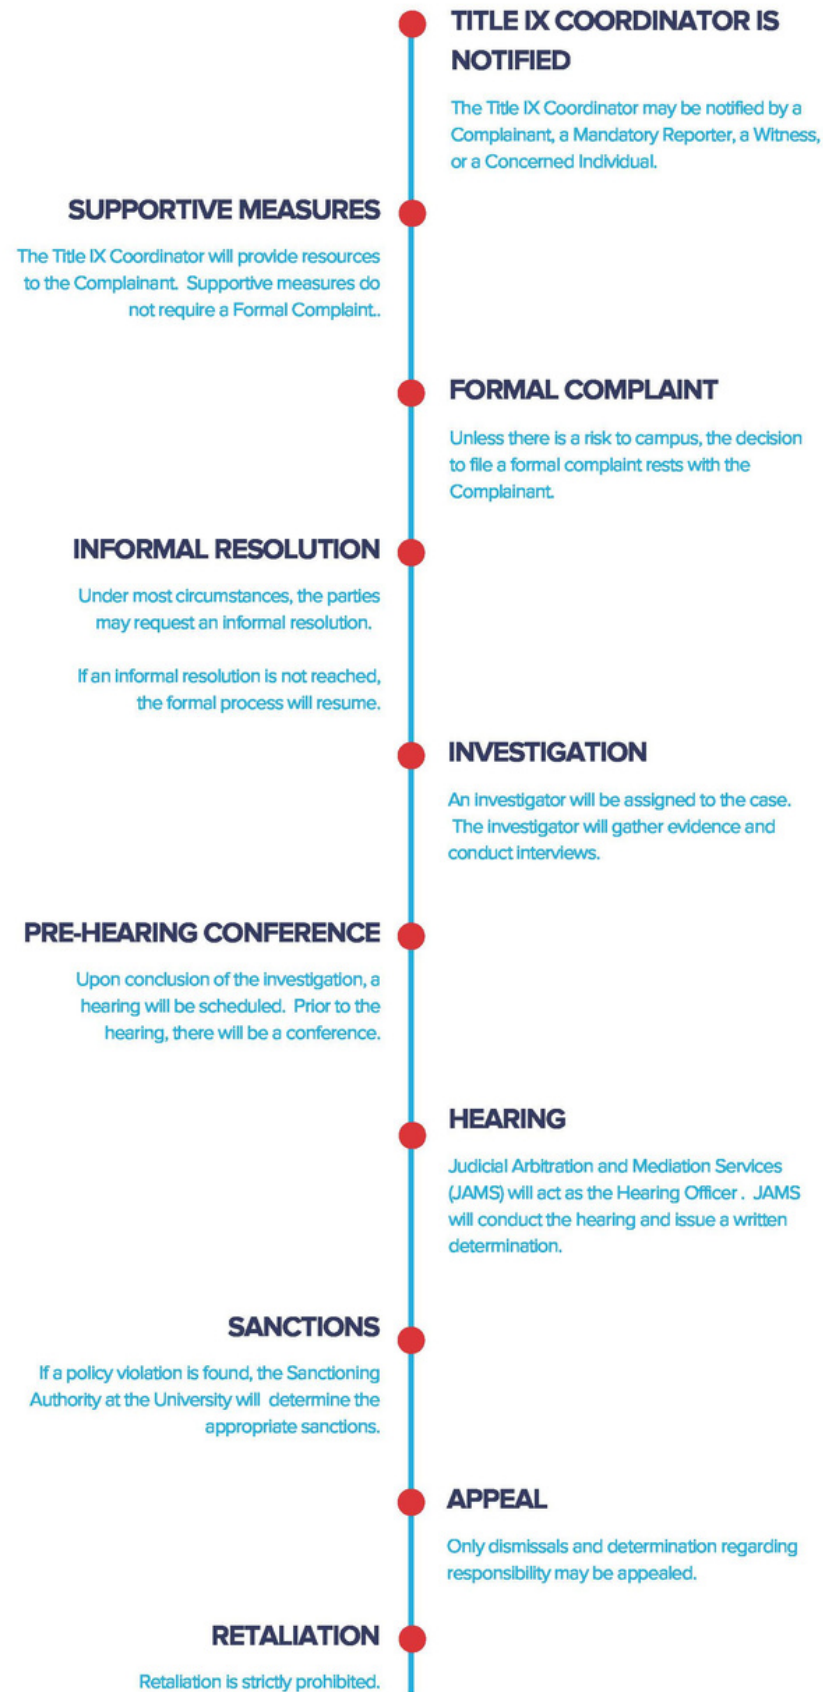 TITLE IX COORDINATOR IS
NOTIFIED
The Title IX Coordinator may be notified by a
Complainant, a Mandatory Reporter, a Witness,
or a Concerned Individual.
SUPPORTIVE MEASURES
The Title IX Coordinator will provide resources
to the Complainant.  Supportive measures do
not require a Formal Complaint..
FORMAL COMPLAINT
Unless there is a risk to campus, the decision
to file a formal complaint rests with the
Complainant.
INFORMAL RESOLUTION
Under most circumstances, the parties
may request an informal resolution.
If an informal resolution is not reached,
the formal process will resume.
INVESTIGATION
An investigator will be assigned to the case.
The investigator will gather evidence and
conduct interviews.
PRE-HEARING CONFERENCE
Upon conclusion of the investigation, a
hearing will be scheduled.  Prior to the
hearing, there will be a conference.
HEARING
Judicial Arbitration and Mediation Services
(JAMS) will act as the Hearing Officer .  JAMS
will conduct the hearing and issue a written
determination.
SANCTIONS
If a policy violation is found, the Sanctioning
Authority at the University will  determine the
appropriate sanctions.
APPEAL
Only dismissals and determination regarding
responsibility may be appealed.
RETALIATION
Retaliation is strictly prohibited.